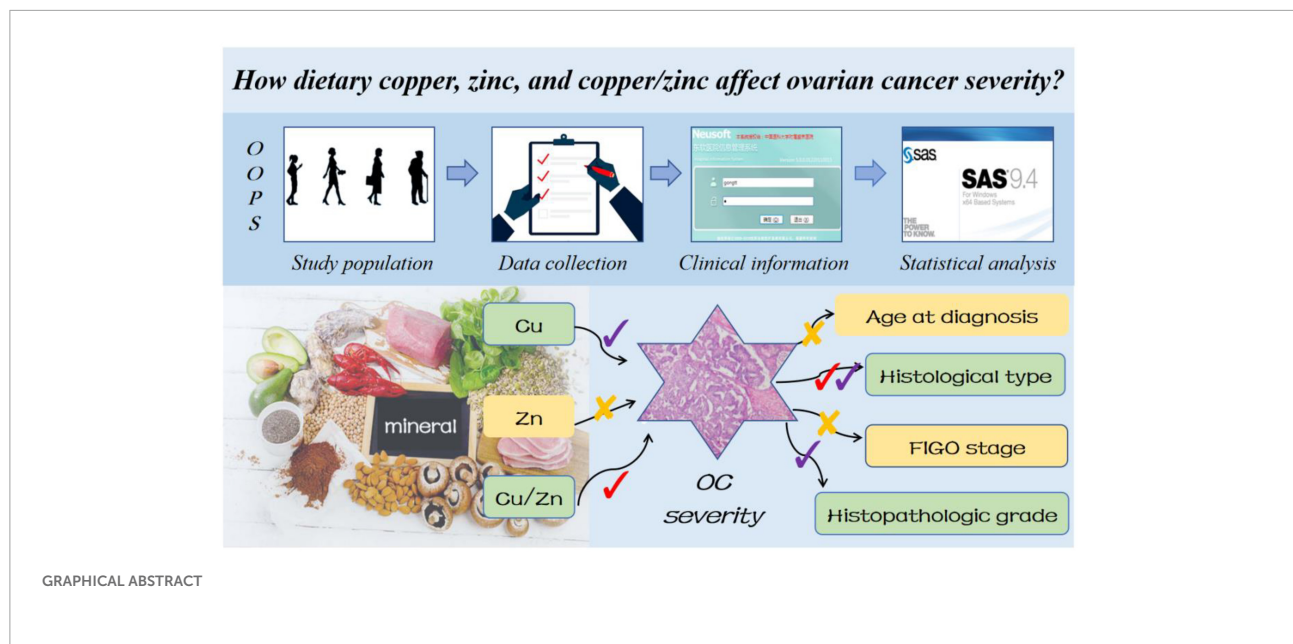 How dietary copper, zinc, and copper/zinc affect ovarian cancer severity?
O
O
P
S
Neusoft
sas
SAS 9.4
For Windows
x64 Based Systems
THE
POWER
TO KNOW.
Study population
Data collection
Clinical information
Statistical analysis
Cu
Zn
Cu/Zn
mineral
OC
severity
Age at diagnosis
Histological type
FIGO stage
Histopathologic grade
GRAPHICAL ABSTRACT